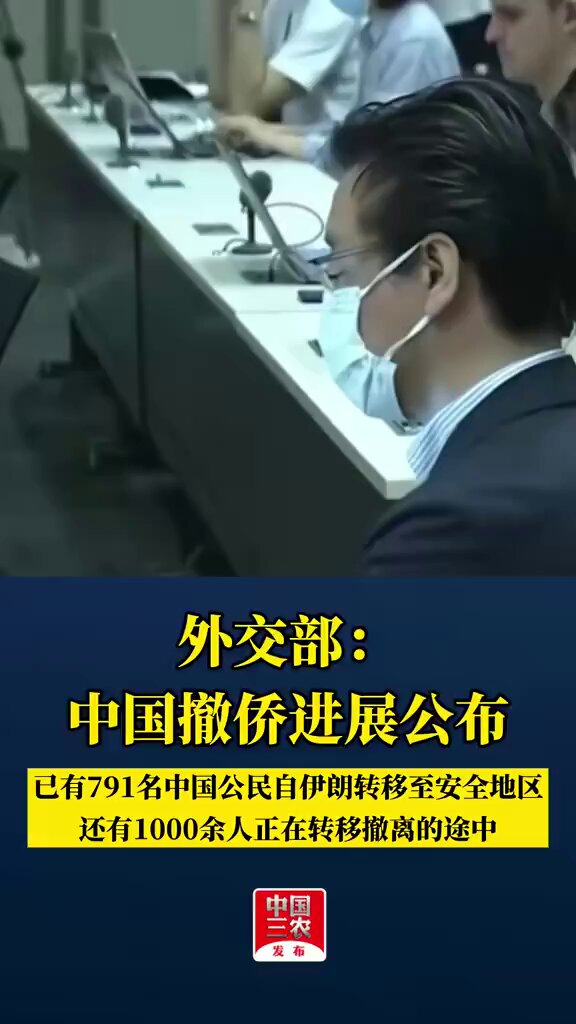 外交部：
中国撤侨进展公布
已有791名中国公民自伊朗转移至安全地区
还有1000余人正在转移撤离的途中
中国
三农
发布